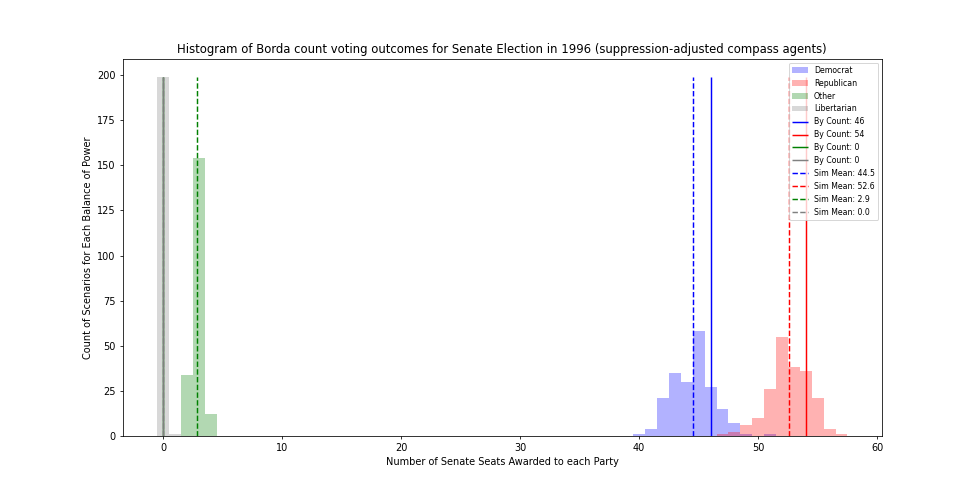 Histogram of Borda count voting outcomes for Senate Election in 1996 (suppression-adjusted compass agents)
Count of Scenarios for Each Balance of Power
200
175
150
125
100
75
50
25
0
0 10 20 30 40 50 60
Number of Senate Seats Awarded to each Party
Democrat
Republican
Other
Libertarian
By Count: 46
By Count: 54
By Count: 0
By Count: 0
Sim Mean: 44.5
Sim Mean: 52.6
Sim Mean: 2.9
Sim Mean: 0.0